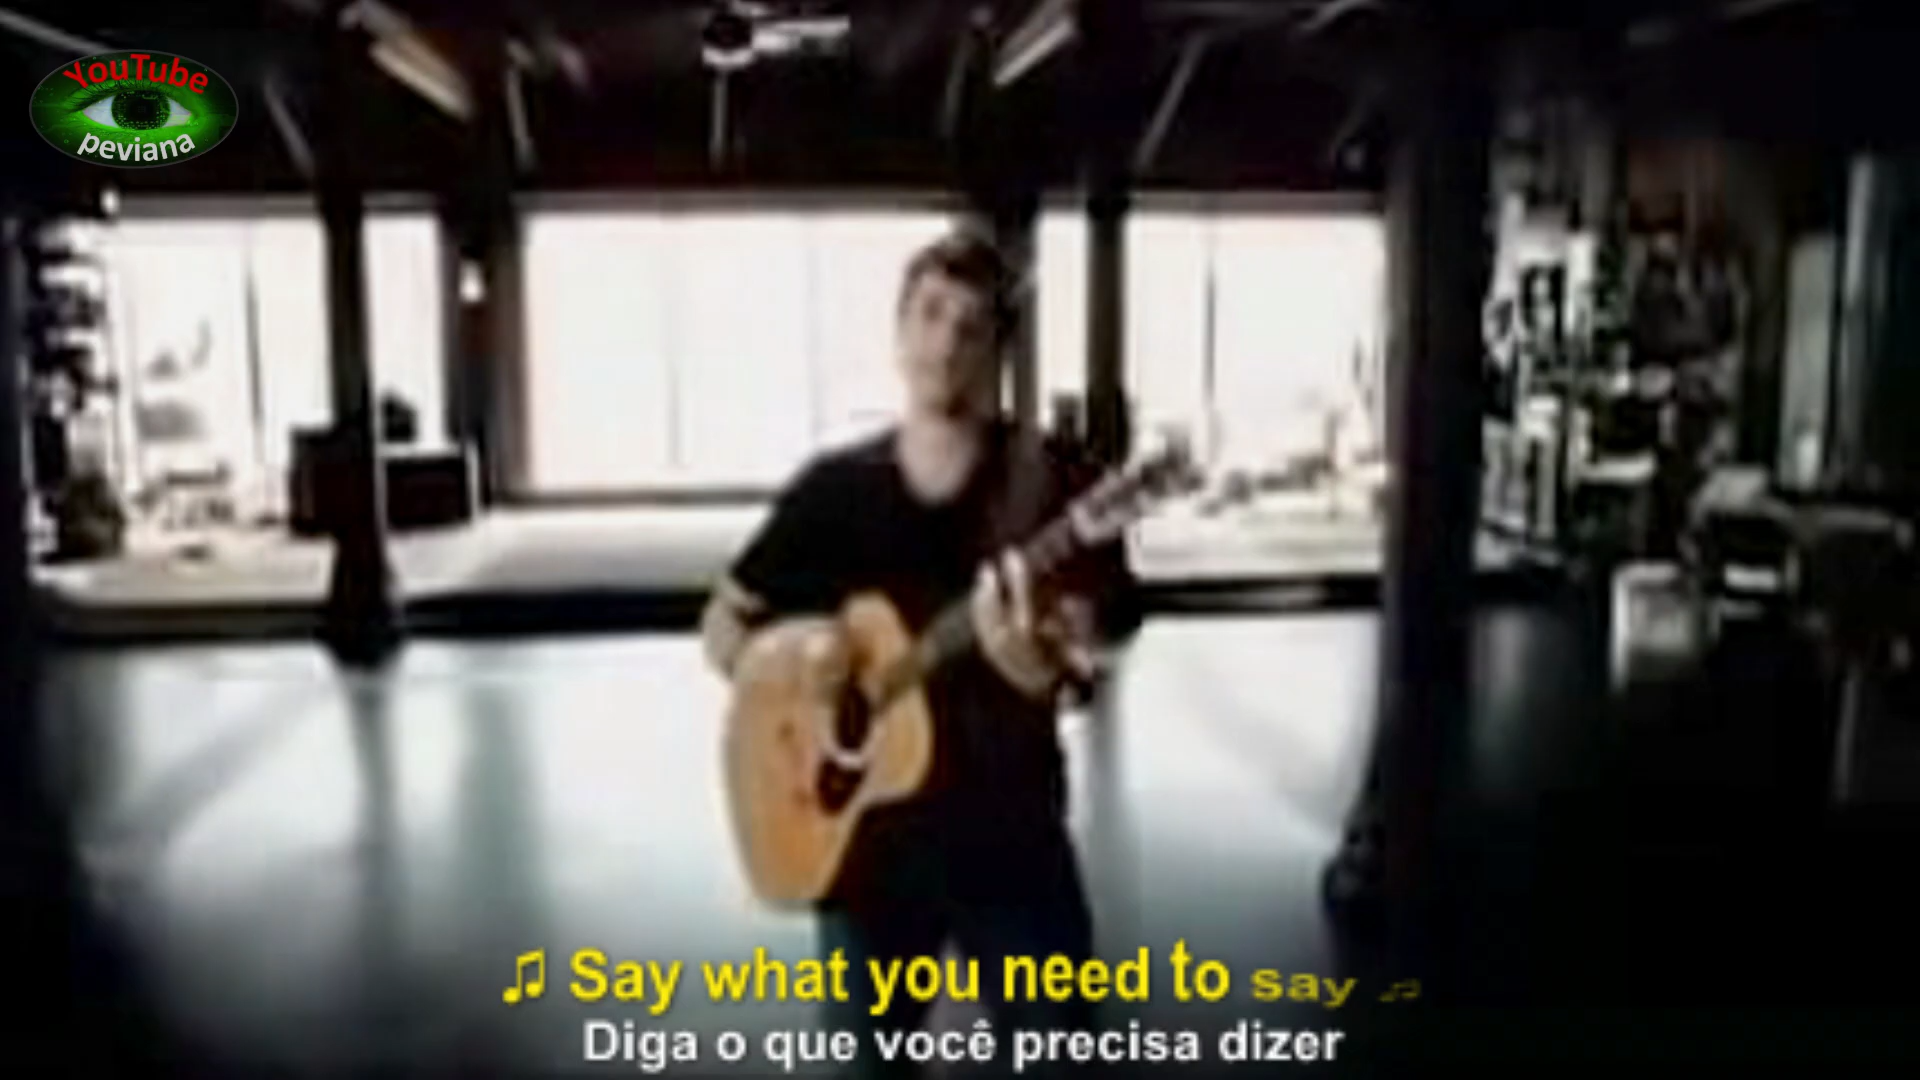 YouTube
peviana
♫ Say what you need to say ♫
Diga o que você precisa dizer